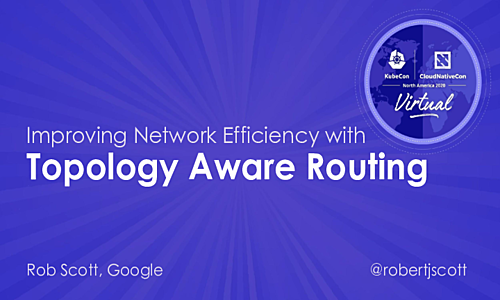 KubeCon CloudNativeCon
North America 2020
Virtual
Improving Network Efficiency with
Topology Aware Routing
Rob Scott, Google @robertjscott